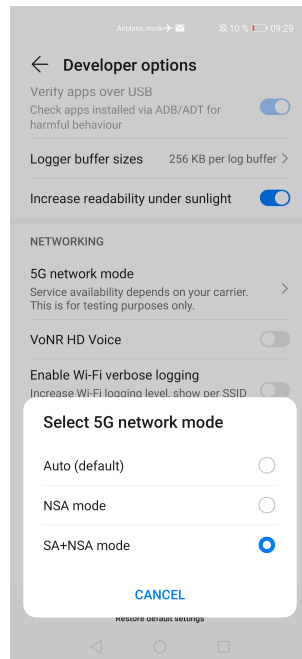 Airplane mode 10 % 09:29
Developer options
Verify apps over USB
Check apps installed via ADB/ADT for
harmful behaviour
Logger buffer sizes 256 KB per log buffer
Increase readability under sunlight
NETWORKING
5G network mode
Service availability depends on your carrier.
This is for testing purposes only.
VoNR HD Voice
Enable Wi-Fi verbose logging
Increase Wi-Fi logging level, show per SSID
Select 5G network mode
Auto (default)
NSA mode
SA+NSA mode
CANCEL
Restore default settings